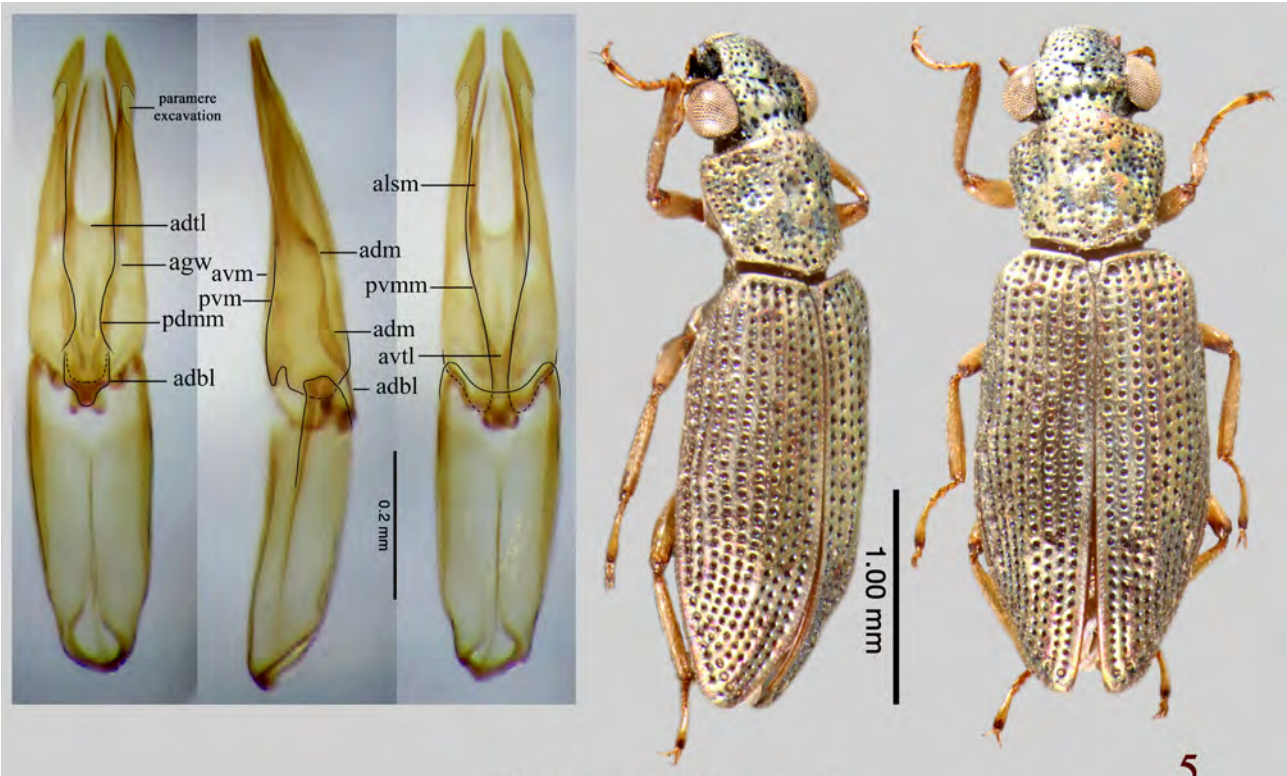 paramere
excavation
adtl
agw
pdmm
adbl
avm
pvm
adm
adm
adbl
0.2 mm
alsm
pvmm
avtl
1.00 mm
5